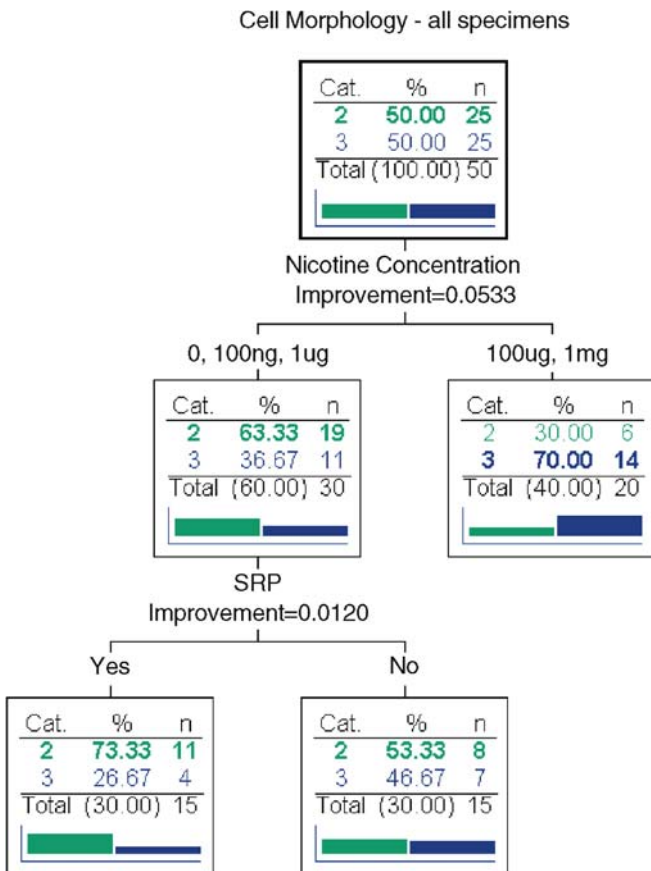 Cell Morphology - all specimens
Cat. % n
2 50.00 25
3 50.00 25
Total (100.00) 50
Nicotine Concentration
Improvement=0.0533
0, 100ng, 1ug
Cat. % n
2 63.33 19
3 36.67 11
Total (60.00) 30
100ug, 1mg
Cat. % n
2 30.00 6
3 70.00 14
Total (40.00) 20
SRP
Improvement=0.0120
Yes
Cat. % n
2 73.33 11
3 26.67 4
Total (30.00) 15
No
Cat. % n
2 53.33 8
3 46.67 7
Total (30.00) 15